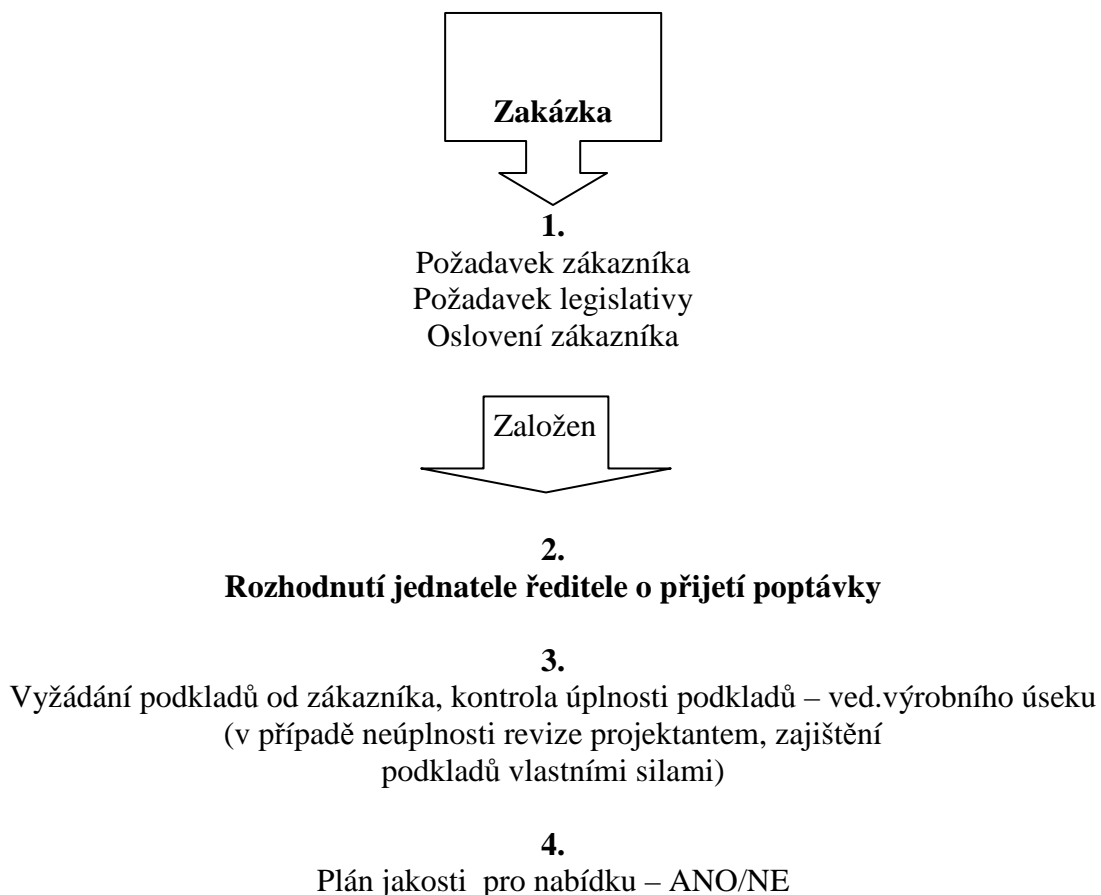 Zakázka
1.
Požadavek zákazníka
Požadavek legislativy
Oslovení zákazníka
Založen
2.
Rozhodnutí jednatele ředitele o přijetí poptávky
3.
Vyžádání podkladů od zákazníka, kontrola úplnosti podkladů – ved.výrobního úseku
(v případě neúplnosti revize projektantem, zajištění
podkladů vlastními silami)
4.
Plán jakosti  pro nabídku – ANO/NE